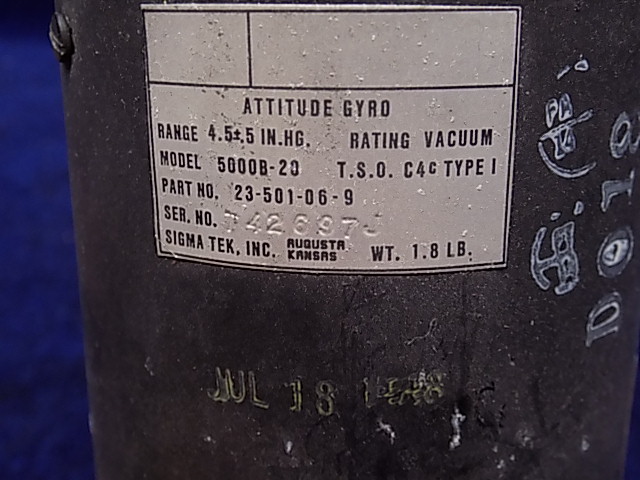 ATTITUDE GYRO
RANGE 4.5±.5 IN.HG. RATING VACUUM
MODEL 5000B-20 T.S.O. C4c TYPE I
PART NO. 23-501-06-9
SER. NO. 742697J
SIGMA TEK, INC. AUGUSTA KANSAS WT. 1.8 LB.
JUL 18